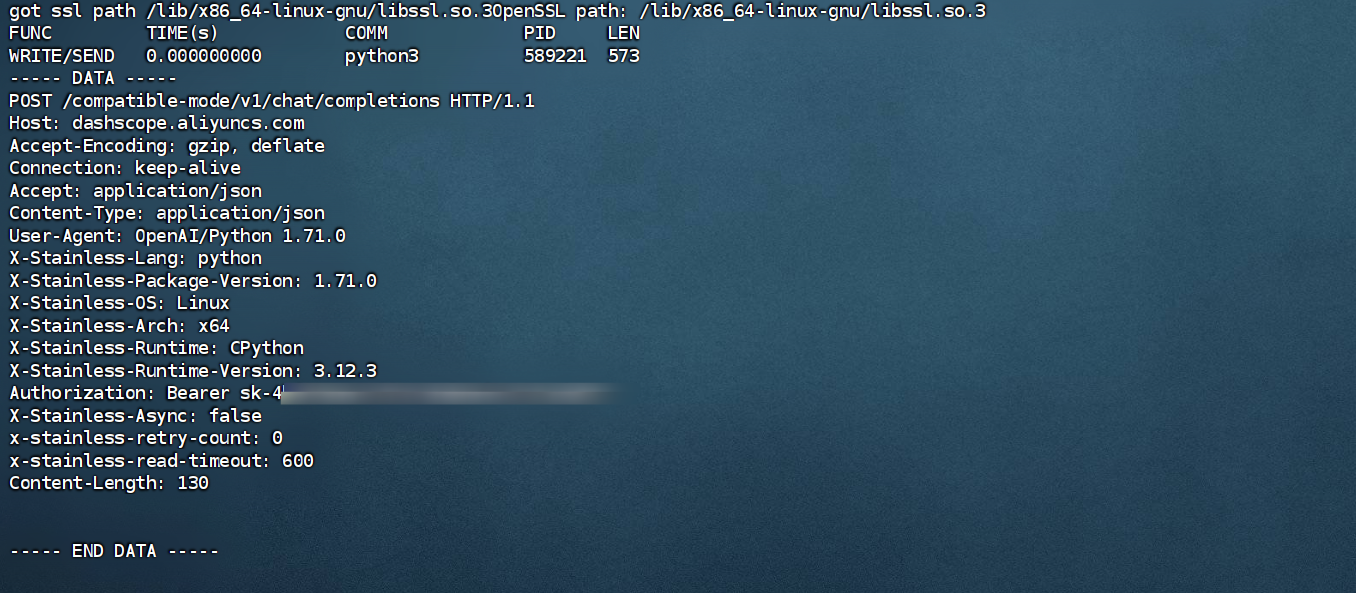 got ssl path /lib/x86_64-linux-gnu/libssl.so.3OpenSSL path: /lib/x86_64-linux-gnu/libssl.so.3
FUNC TIME(s) COMM PID LEN
WRITE/SEND 0.000000000 python3 589221 573
----- DATA -----
POST /compatible-mode/v1/chat/completions HTTP/1.1
Host: dashscope.aliyuncs.com
Accept-Encoding: gzip, deflate
Connection: keep-alive
Accept: application/json
Content-Type: application/json
User-Agent: OpenAI/Python 1.71.0
X-Stainless-Lang: python
X-Stainless-Package-Version: 1.71.0
X-Stainless-OS: Linux
X-Stainless-Arch: x64
X-Stainless-Runtime: CPython
X-Stainless-Runtime-Version: 3.12.3
Authorization: Bearer sk-4
X-Stainless-Async: false
x-stainless-retry-count: 0
x-stainless-read-timeout: 600
Content-Length: 130
----- END DATA -----